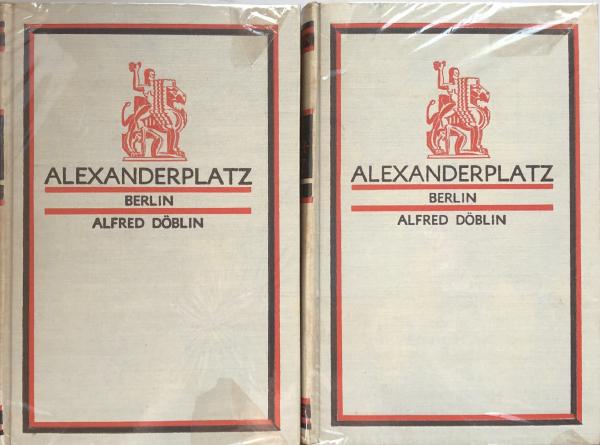 ALEXANDERPLATZ
BERLIN
ALFRED DÖBLIN
ALEXANDERPLATZ
BERLIN
ALFRED DÖBLIN